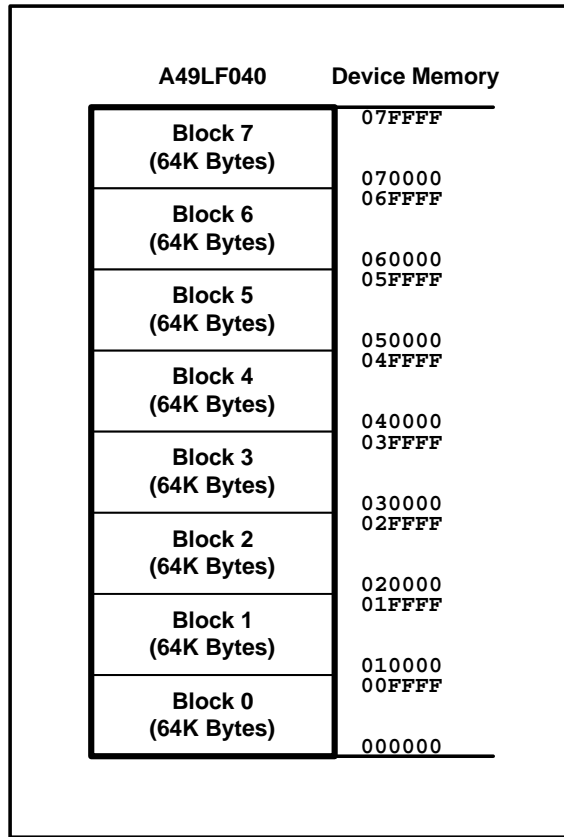 A49LF040 Device Memory
07FFFF
Block 7
(64K Bytes)
070000
06FFFF
Block 6
(64K Bytes)
060000
05FFFF
Block 5
(64K Bytes)
050000
04FFFF
Block 4
(64K Bytes)
040000
03FFFF
Block 3
(64K Bytes)
030000
02FFFF
Block 2
(64K Bytes)
020000
01FFFF
Block 1
(64K Bytes)
010000
00FFFF
Block 0
(64K Bytes)
000000